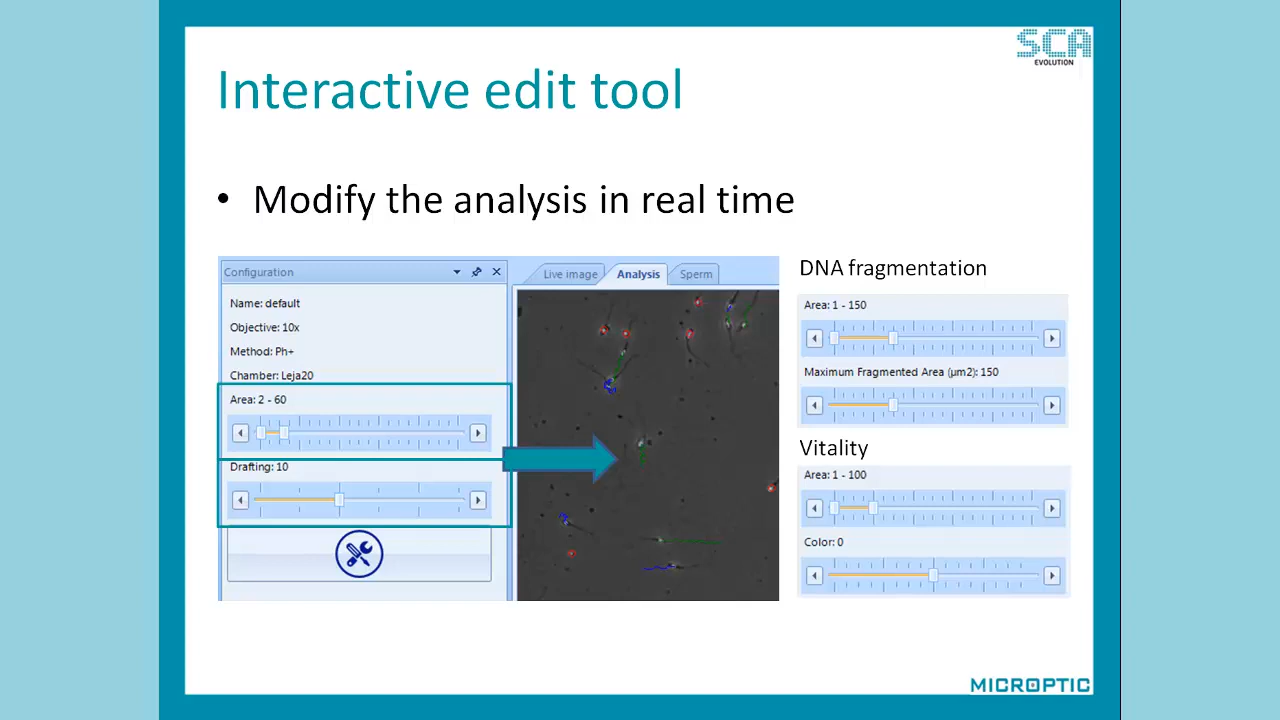 SCA
EVOLUTION
Interactive edit tool
• Modify the analysis in real time
Configuration
Name: default
Objective: 10x
Method: Ph+
Chamber: Leja20
Area: 2 - 60
Drafting: 10
Live image
Analysis
Sperm
DNA fragmentation
Area: 1 - 150
Maximum Fragmented Area (µm2): 150
Vitality
Area: 1 - 100
Color: 0
MICROPTIC